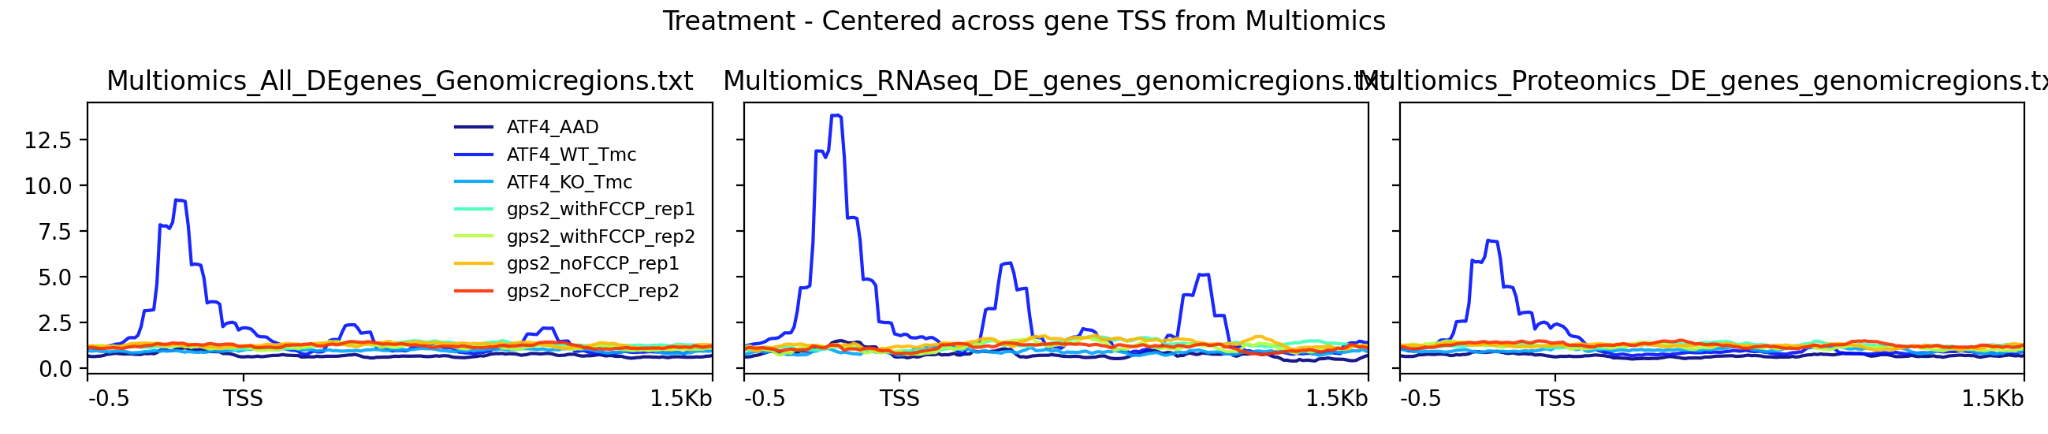 Treatment - Centered across gene TSS from Multiomics
Multiomics_All_DEgenes_Genomicregions.txt
Multiomics_RNAseq_DE_genes_genomicregions.txt
Multiomics_Proteomics_DE_genes_genomicregions.tx
12.5
10.0
7.5
5.0
2.5
0.0
ATF4_AAD
ATF4_WT_Tmc
ATF4_KO_Tmc
gps2_withFCCP_rep1
gps2_withFCCP_rep2
gps2_noFCCP_rep1
gps2_noFCCP_rep2
-0.5 TSS 1.5Kb
-0.5 TSS 1.5Kb
-0.5 TSS 1.5Kb